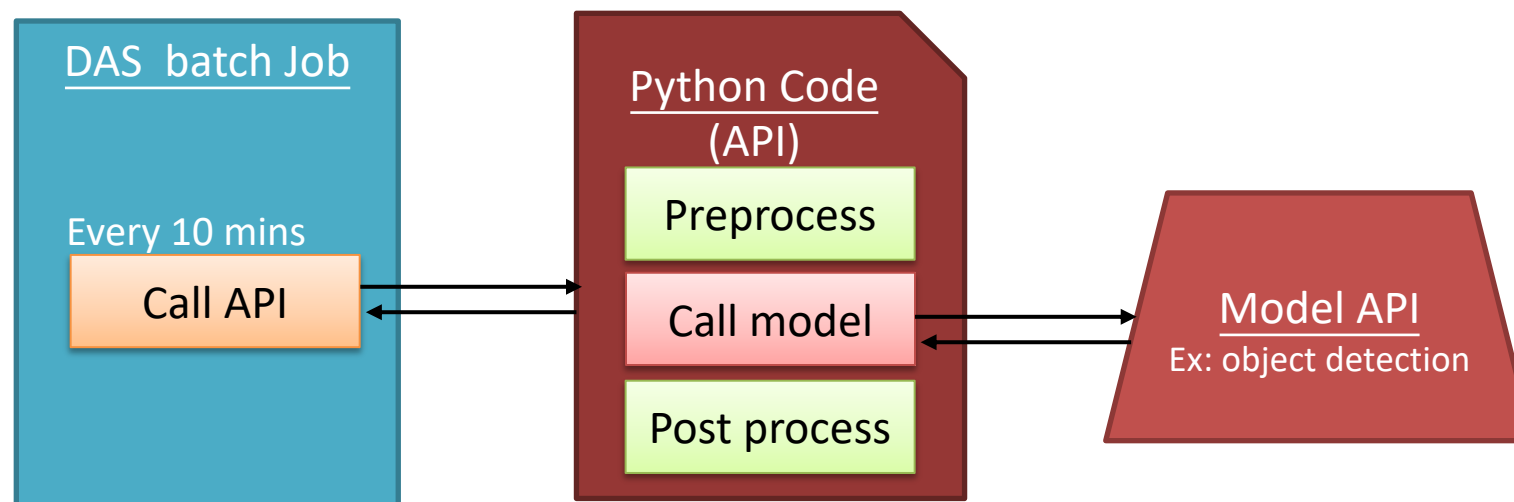 DAS batch Job
Every 10 mins
Call API
Python Code
(API)
Preprocess
Call model
Post process
Model API
Ex: object detection